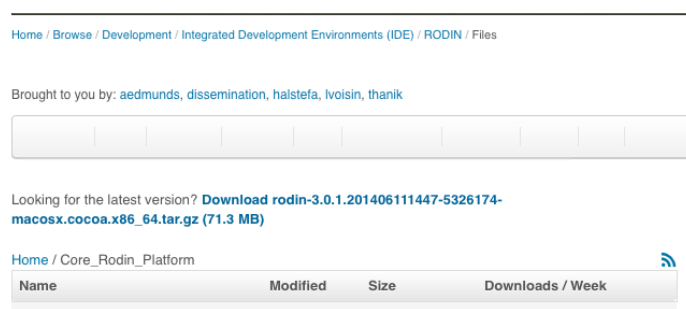 Home / Browse / Development / Integrated Development Environments (IDE) / RODIN / Files
Brought to you by: aedmunds, dissemination, halstefa, lvoisin, thanik
Looking for the latest version? Download rodin-3.0.1.201406111447-5326174-
macosx.cocoa.x86_64.tar.gz (71.3 MB)
Home / Core_Rodin_Platform
Name Modified Size Downloads / Week